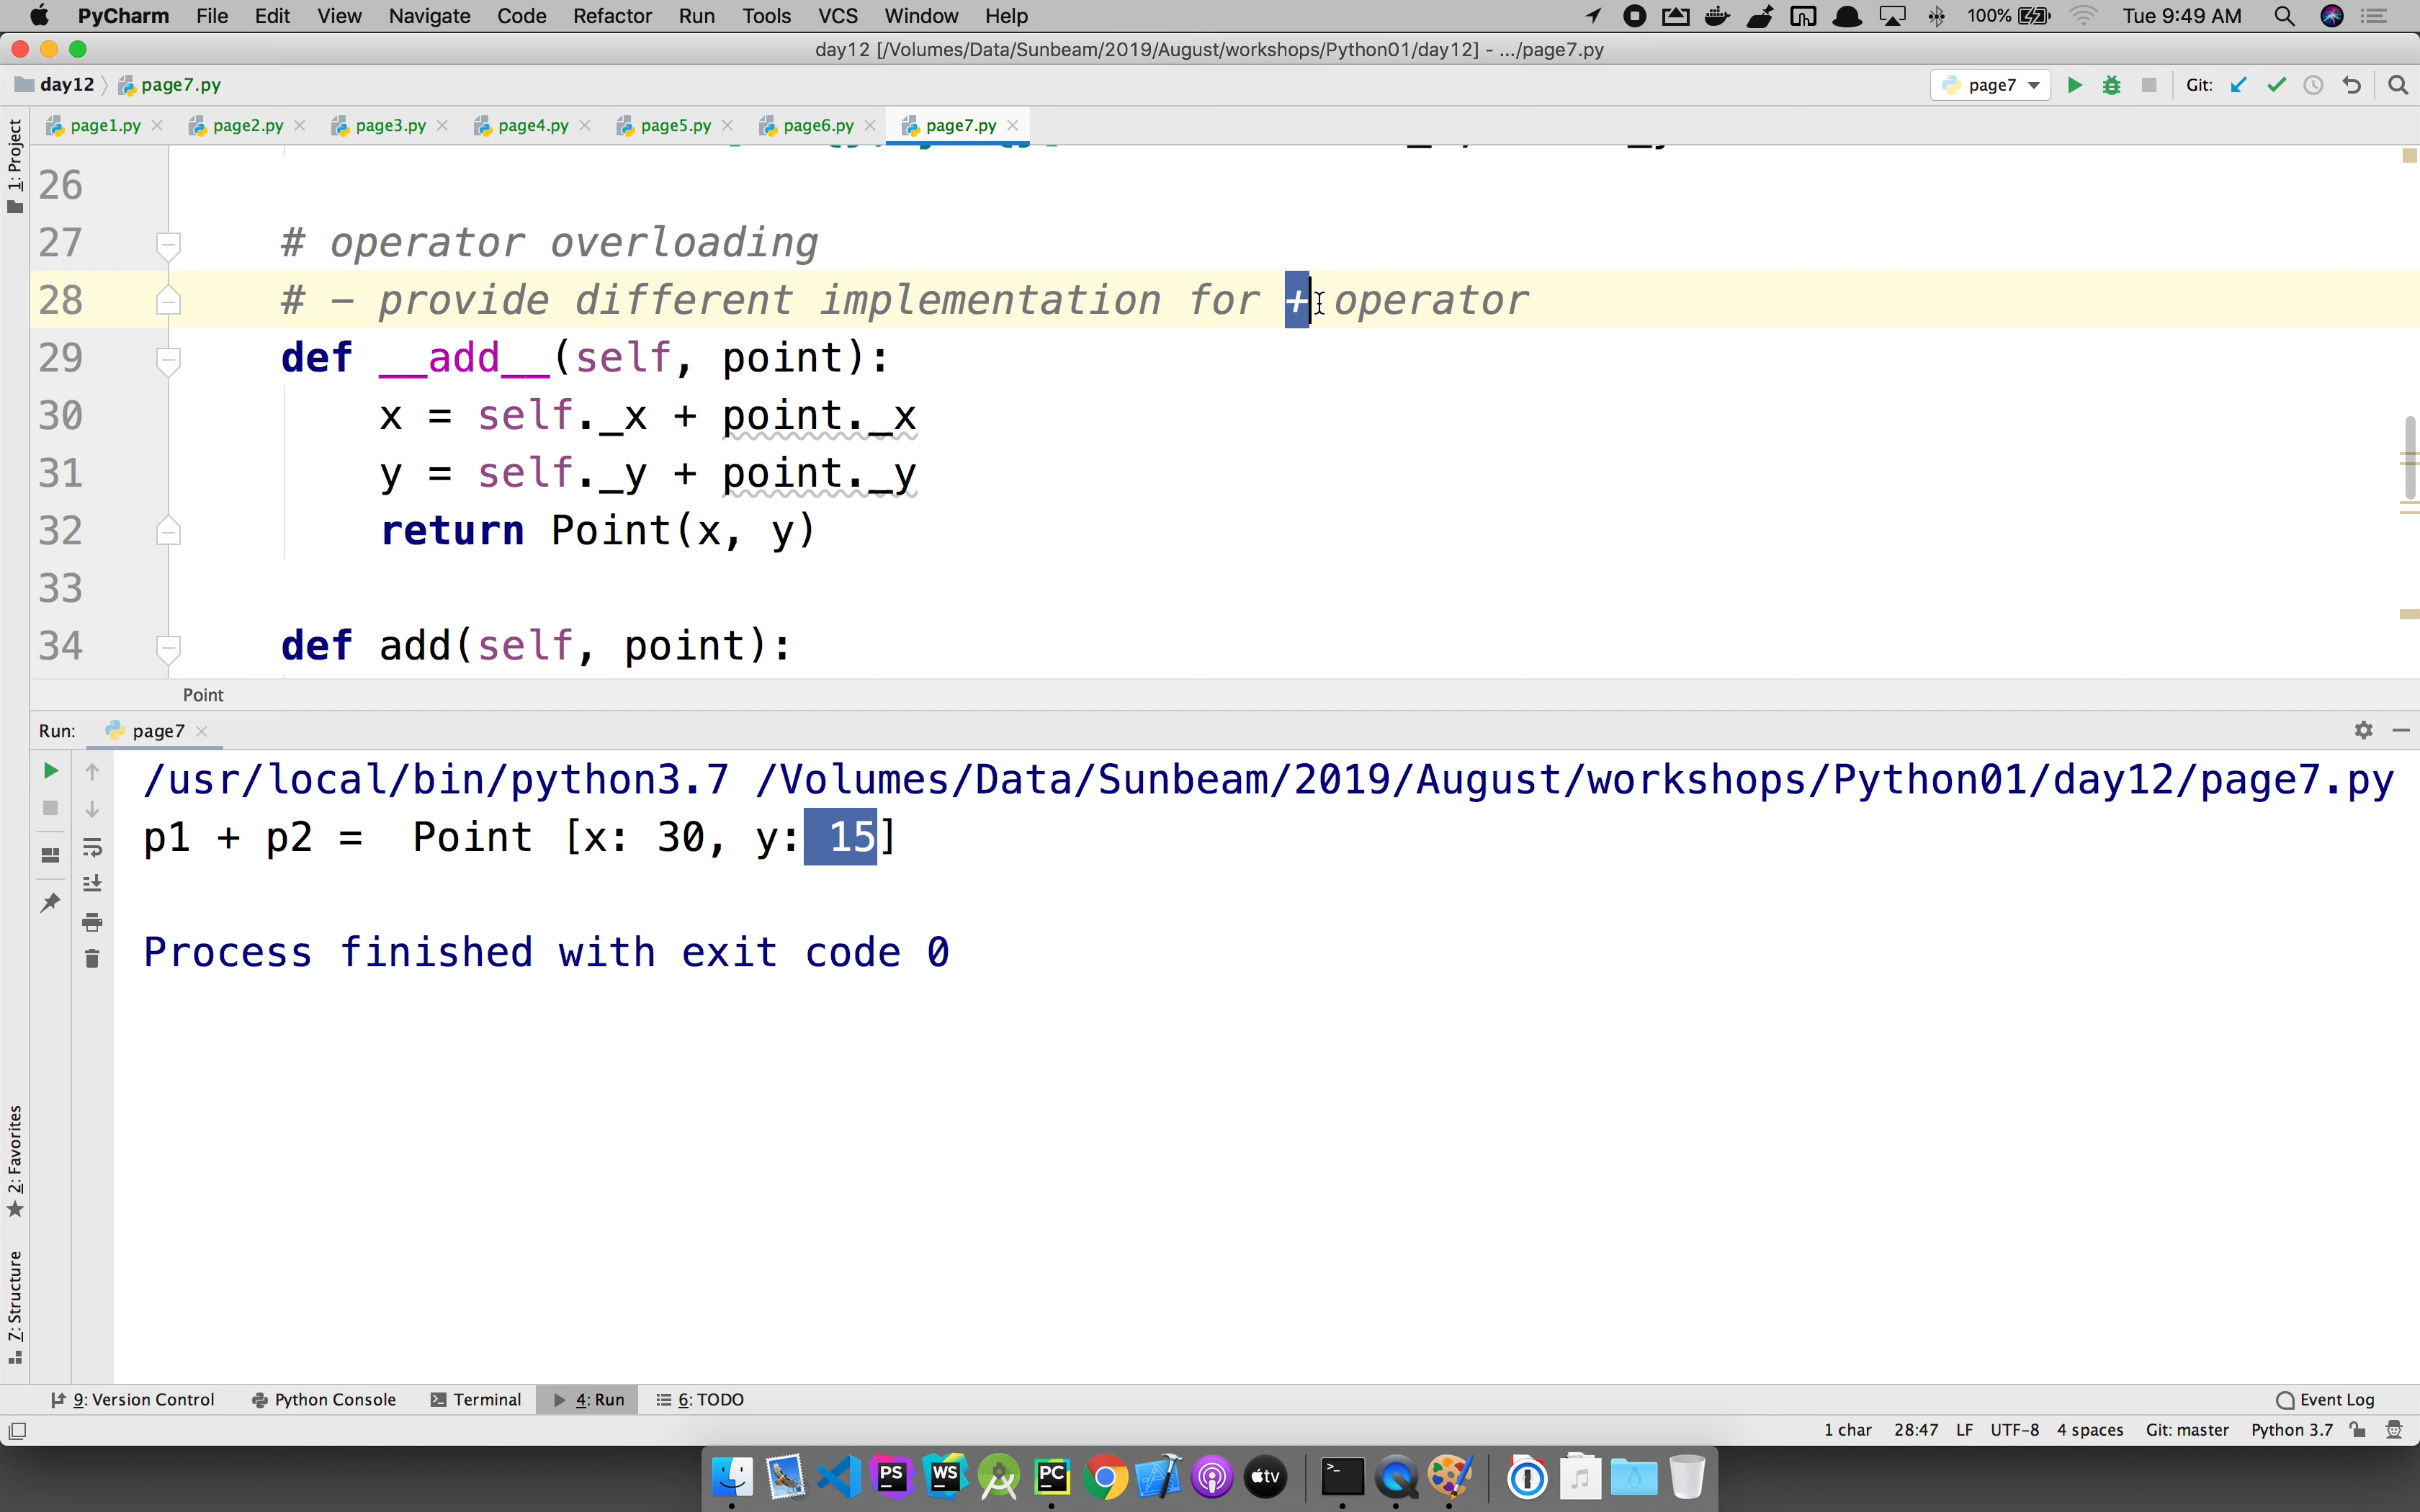 PyCharm File Edit View Navigate Code Refactor Run Tools VCS Window Help 100% Tue 9:49 AM
day12 [/Volumes/Data/Sunbeam/2019/August/workshops/Python01/day12] - .../page7.py
day12 page7.py page7 Git:
page1.py page2.py page3.py page4.py page5.py page6.py page7.py
1: Project
26
27 # operator overloading
28 # - provide different implementation for + operator
29 def __add__(self, point):
30 x = self._x + point._x
31 y = self._y + point._y
32 return Point(x, y)
33
34 def add(self, point):
Point
Run: page7
/usr/local/bin/python3.7 /Volumes/Data/Sunbeam/2019/August/workshops/Python01/day12/page7.py
p1 + p2 =  Point [x: 30, y: 15]
Process finished with exit code 0
2: Favorites
7: Structure
9: Version Control Python Console Terminal 4: Run 6: TODO Event Log
1 char 28:47 LF UTF-8 4 spaces Git: master Python 3.7
PS WS PC tv